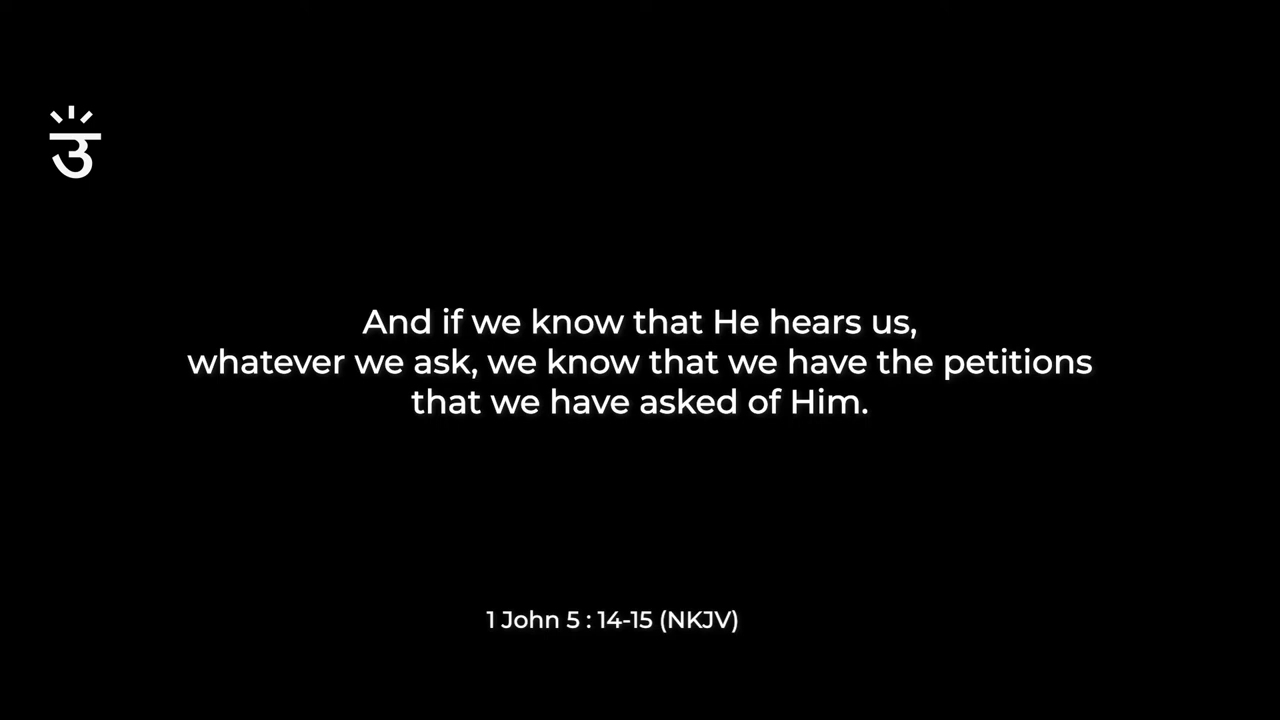 उ
And if we know that He hears us,
whatever we ask, we know that we have the petitions
that we have asked of Him.
1 John 5 : 14-15 (NKJV)